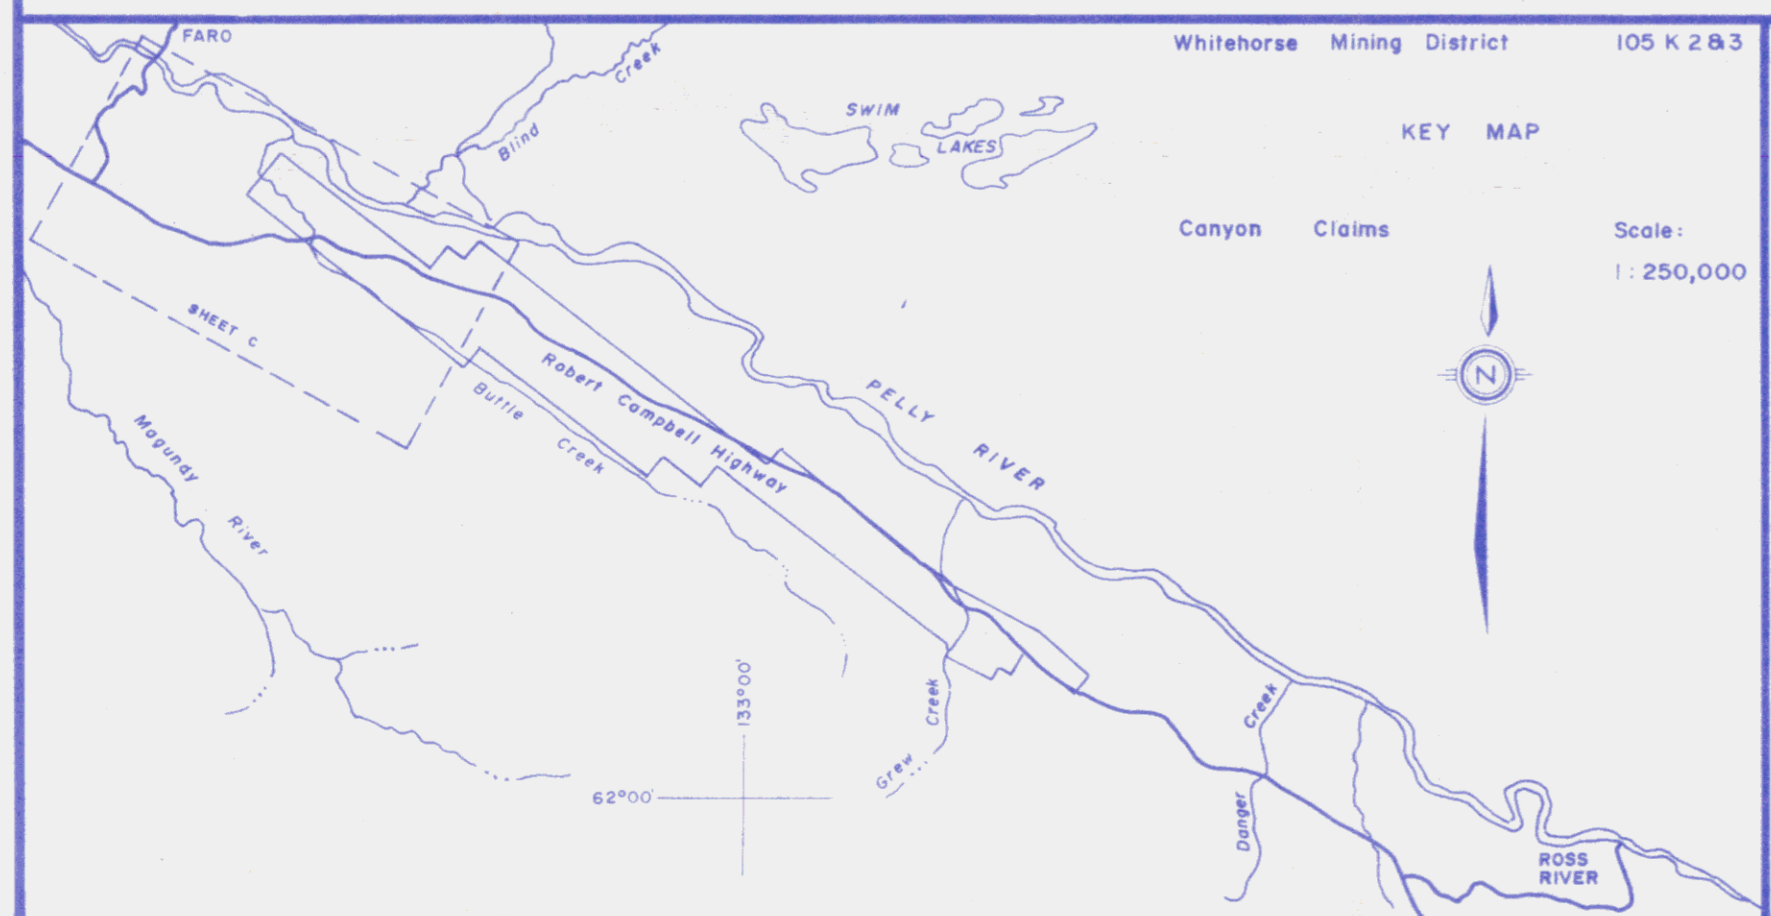 FARO
Whitehorse Mining District 105 K 2 & 3
Creek
SWIM
KEY MAP
Blind
LAKES
Canyon Claims Scale:
1 : 250,000
SHEET C
N
Robert Campbell Highway
Buttle Creek
PELLY RIVER
Magundy River
133°00'
62°00'
Grew Creek
Danger Creek
ROSS
RIVER